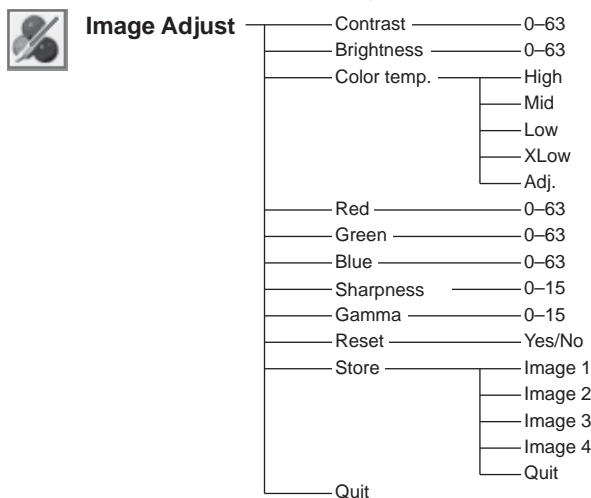 Image Adjust Contrast 0–63
Brightness 0–63
Color temp. High
Mid
Low
XLow
Adj.
Red 0–63
Green 0–63
Blue 0–63
Sharpness 0–15
Gamma 0–15
Reset Yes/No
Store Image 1
Image 2
Image 3
Image 4
Quit
Quit